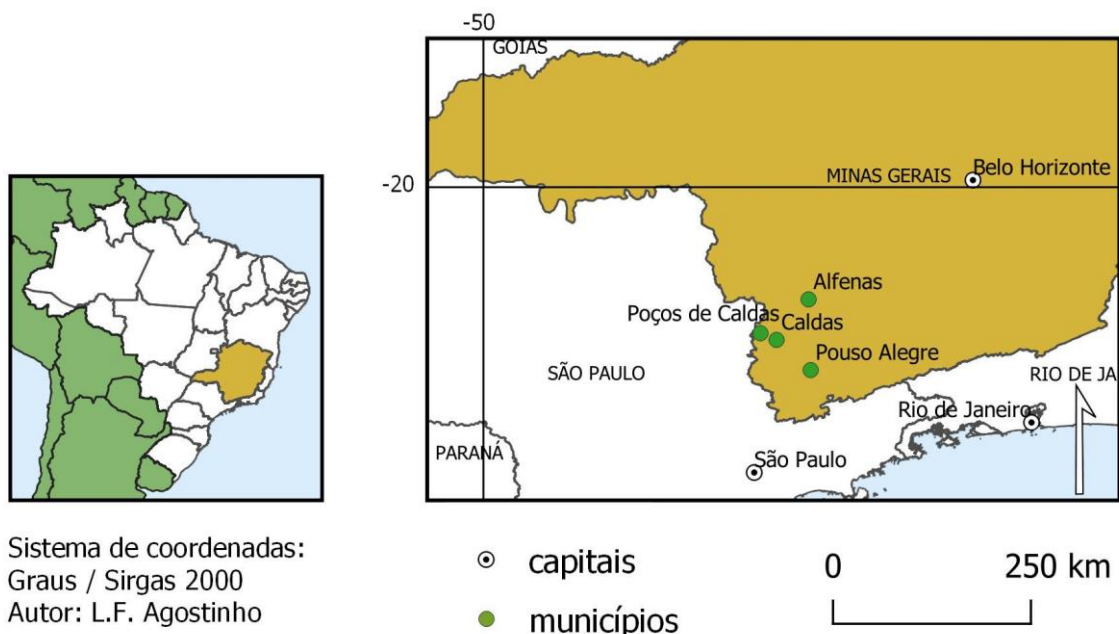 -50
GOIAS
-20
MINAS GERAIS
Belo Horizonte
Alfenas
Poços de Caldas
Caldas
Pouso Alegre
SÃO PAULO
RIO DE JA
Rio de Janeiro
PARANÁ
São Paulo
Sistema de coordenadas:
Graus / Sirgas 2000
Autor: L.F. Agostinho
capitais
municípios
0 250 km